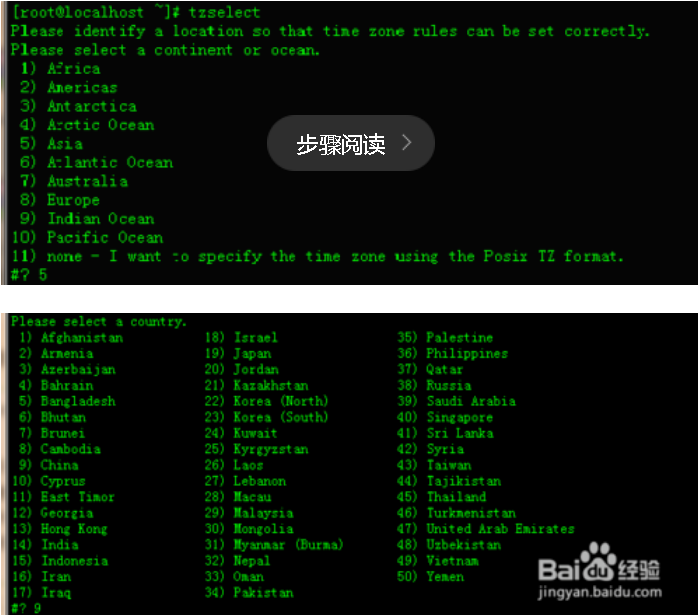 [root@localhost ~]# tzselect
Please identify a location so that time zone rules can be set correctly.
Please select a continent or ocean.
1) Africa
2) Americas
3) Antarctica
4) Arctic Ocean
5) Asia
6) Atlantic Ocean
7) Australia
8) Europe
9) Indian Ocean
10) Pacific Ocean
11) none - I want to specify the time zone using the Posix TZ format.
#? 5
步骤阅读
Please select a country.
1) Afghanistan 18) Israel 35) Palestine
2) Armenia 19) Japan 36) Philippines
3) Azerbaijan 20) Jordan 37) Qatar
4) Bahrain 21) Kazakhstan 38) Russia
5) Bangladesh 22) Korea (North) 39) Saudi Arabia
6) Bhutan 23) Korea (South) 40) Singapore
7) Brunei 24) Kuwait 41) Sri Lanka
8) Cambodia 25) Kyrgyzstan 42) Syria
9) China 26) Laos 43) Taiwan
10) Cyprus 27) Lebanon 44) Tajikistan
11) East Timor 28) Macau 45) Thailand
12) Georgia 29) Malaysia 46) Turkmenistan
13) Hong Kong 30) Mongolia 47) United Arab Emirates
14) India 31) Myanmar (Burma) 48) Uzbekistan
15) Indonesia 32) Nepal 49) Vietnam
16) Iran 33) Oman 50) Yemen
17) Iraq 34) Pakistan
#? 9
Baidu经验
jingyan.baidu.com